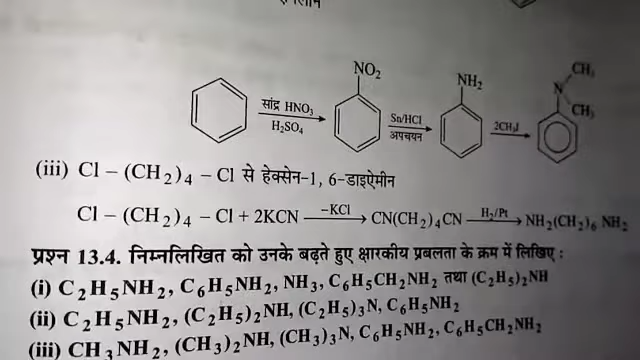 NO₂
NH₂
CH₃
N
CH₃
सांद्र HNO₃
H₂SO₄
Sn/HCl
अपचयन
2CH₃I
(iii) Cl – (CH₂)₄ – Cl से हेक्सेन-1, 6-डाइऐमीन
Cl – (CH₂)₄ – Cl + 2KCN –KCl → CN(CH₂)₄CN H₂/Pt → NH₂(CH₂)₆ NH₂
प्रश्न 13.4. निम्नलिखित को उनके बढ़ते हुए क्षारकीय प्रबलता के क्रम में लिखिए :
(i) C₂H₅NH₂, C₆H₅NH₂, NH₃, C₆H₅CH₂NH₂ तथा (C₂H₅)₂NH
(ii) C₂H₅NH₂, (C₂H₅)₂NH, (C₂H₅)₃N, C₆H₅NH₂
(iii) CH₃NH₂, (CH₃)₂NH, (CH₃)₃N, C₆H₅NH₂, C₆H₅CH₂NH₂